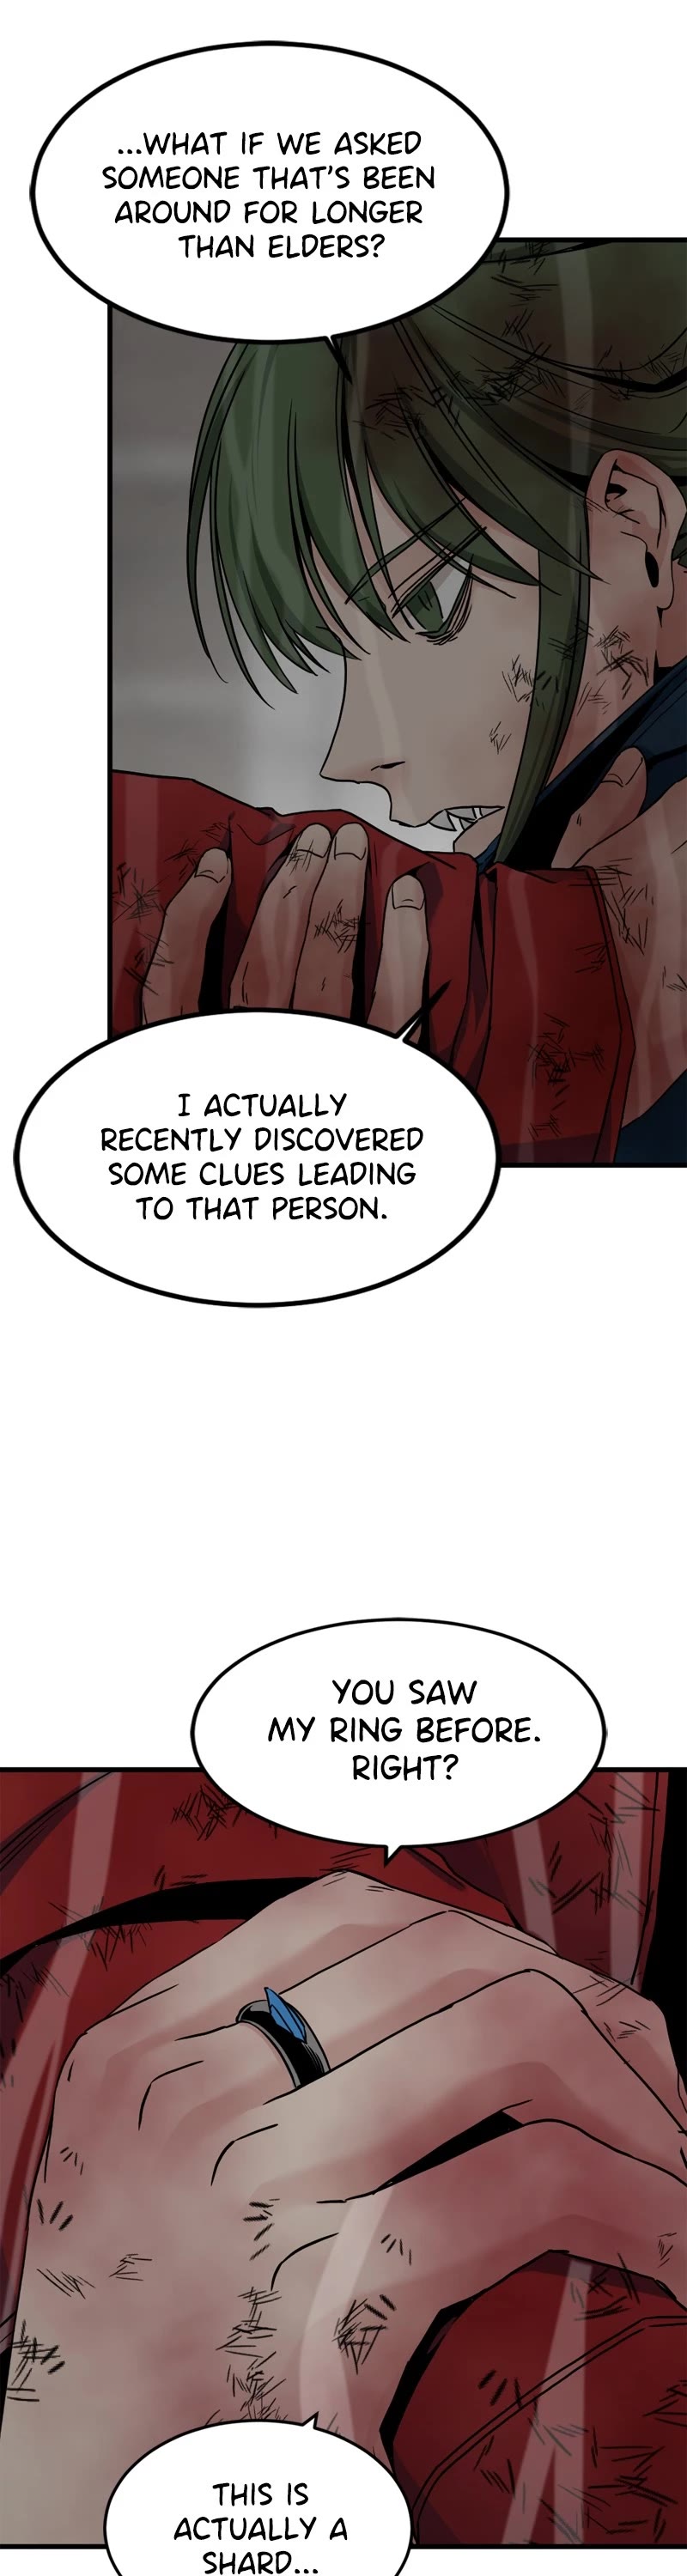 ...WHAT IF WE ASKED
SOMEONE THAT'S BEEN
AROUND FOR LONGER
THAN ELDERS?
I ACTUALLY
RECENTLY DISCOVERED
SOME CLUES LEADING
TO THAT PERSON.
YOU SAW
MY RING BEFORE.
RIGHT?
THIS IS
ACTUALLY A
SHARD...